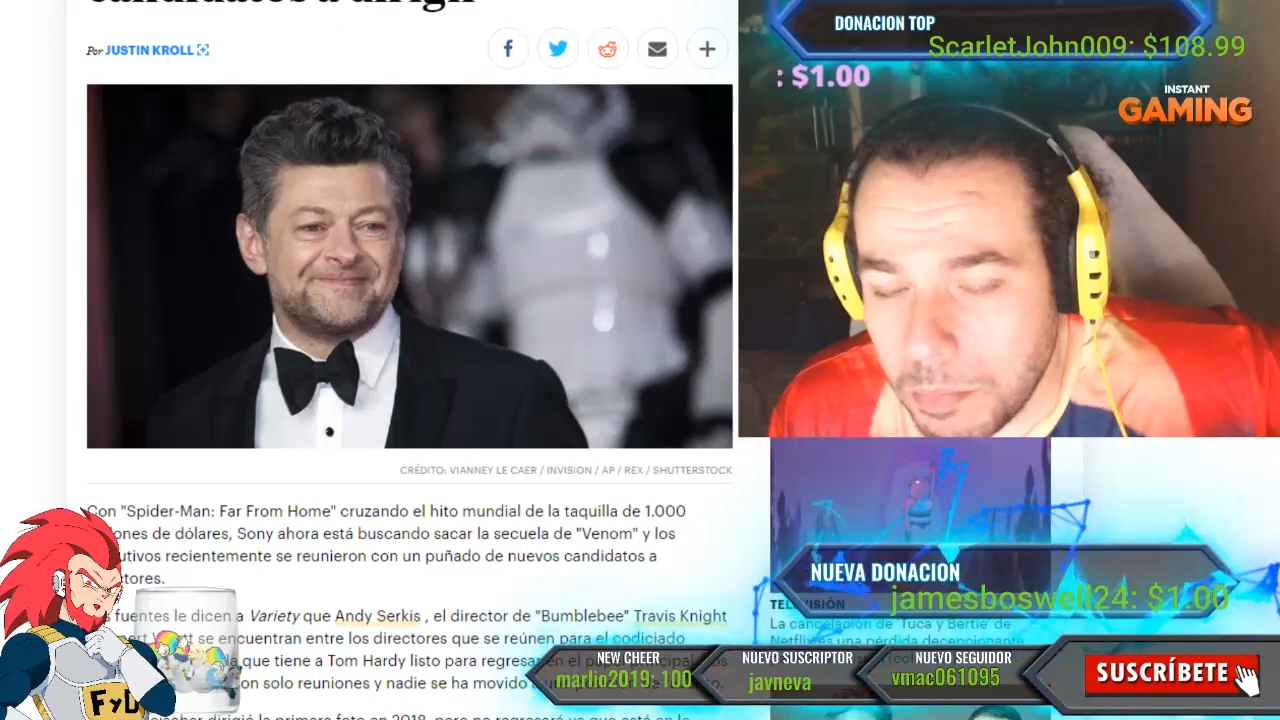 Por JUSTIN KROLL
CRÉDITO: VIANNEY LE CAER / INVISION / AP / REX / SHUTTERSTOCK
Con "Spider-Man: Far From Home" cruzando el hito mundial de la taquilla de 1.000
ones de dólares, Sony ahora está buscando sacar la secuela de "Venom" y los
utivos recientemente se reunieron con un puñado de nuevos candidatos a
ctores.
fuentes le dicen a Variety que Andy Serkis , el director de "Bumblebee" Travis Knight
se encuentran entre los directores que se reúnen para el codiciado
que tiene a Tom Hardy listo para regresar en el
on solo reuniones y nadie se ha movido
DONACION TOP
ScarletJohn009: $108.99
: $1.00
INSTANT
GAMING
NUEVA DONACION
jamesboswell24: $1.00
La cancelación de 'Tuca y Bertie' de
Netflix es una pérdida decepcionante
NEW CHEER
marlio2019: 100
NUEVO SUSCRIPTOR
javneva
NUEVO SEGUIDOR
vmac061095
SUSCRÍBETE
FyD